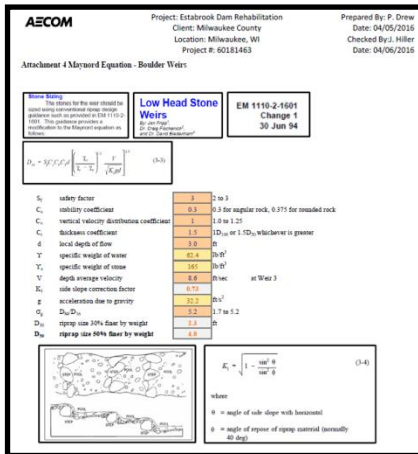 AECOM
Project: Estabrook Dam Rehabilitation
Client: Milwaukee County
Location: Milwaukee, WI
Project #: 60181463
Prepared By: P. Drew
Date: 04/05/2016
Checked By:J. Hiller
Date: 04/06/2016
Attachment 4 Maynord Equation - Boulder Weirs
Stone Sizing
The stones for the weir should be
sized using conventional riprap design
guidance such as provided in EM 1110-2-
1601. This guidance provides a
modification to the Maynord equation as
follows.
Low Head Stone
Weirs
EM 1110-2-1601
Change 1
30 Jun 94
(3-3)
safety factor 3 2 to 3
stability coefficient 0.3 0.3 for angular rock, 0.375 for rounded rock
vertical velocity distribution coefficient 1 1.0 to 1.25
thickness coefficient 1.5 1D100 or 1.5D50 whichever is greater
d local depth of flow 3.0 ft
ϒ specific weight of water 62.4 lb/ft³
ϒs specific weight of stone 165 lb/ft³
V depth average velocity 8.6 ft/sec at Weir 3
K1 side slope correction factor 0.73
g acceleration due to gravity 32.2 ft/s²
5.2 1.7 to 5.2
D30 riprap size 30% finer by weight 2.3 ft
D50 riprap size 50% finer by weight 4.0
STEP POOL
K1 = √ 1 - sin² θ / sin² ϕ (3-4)
where
θ = angle of side slope with horizontal
ϕ = angle of repose of riprap material (normally
40 deg)